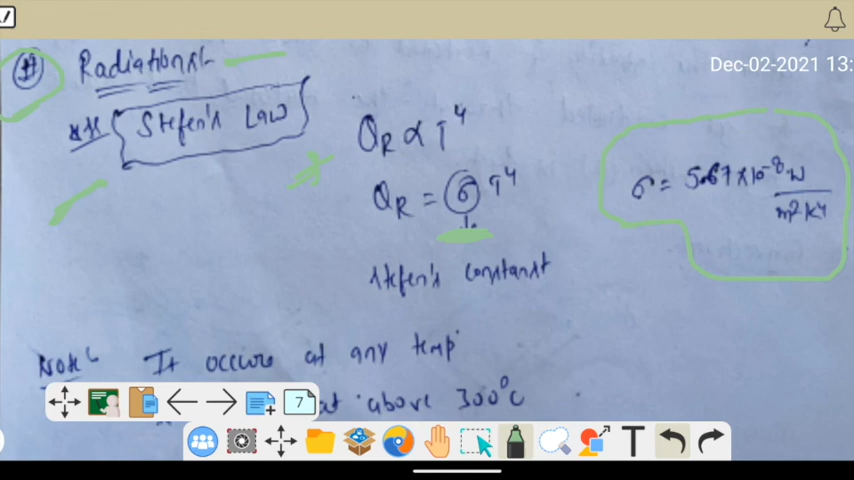 Dec-02-2021 13:
# Radiation:-
** Stefen's Law
QR ∝ T⁴
QR = σ T⁴
σ = 5.67 x 10⁻⁸ w/m²k⁴
stefen's constant
Note:- It occurs at any temp
at above 300°C
7
T